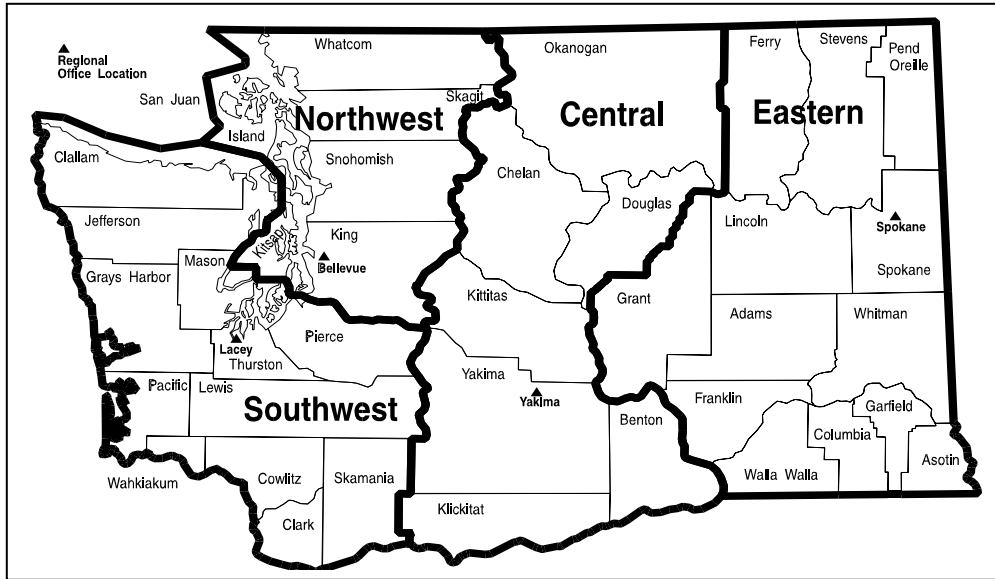 Regional
Office Location
San Juan
Whatcom
Skagit
Northwest
Island
Snohomish
King
Kitsap
Bellevue
Clallam
Jefferson
Mason
Grays Harbor
Lacey
Thurston
Pierce
Pacific
Lewis
Southwest
Wahkiakum
Cowlitz
Skamania
Clark
Okanogan
Central
Chelan
Douglas
Kittitas
Yakima
Yakima
Benton
Klickitat
Ferry
Stevens
Pend
Oreille
Eastern
Lincoln
Spokane
Spokane
Grant
Adams
Whitman
Franklin
Garfield
Columbia
Walla Walla
Asotin